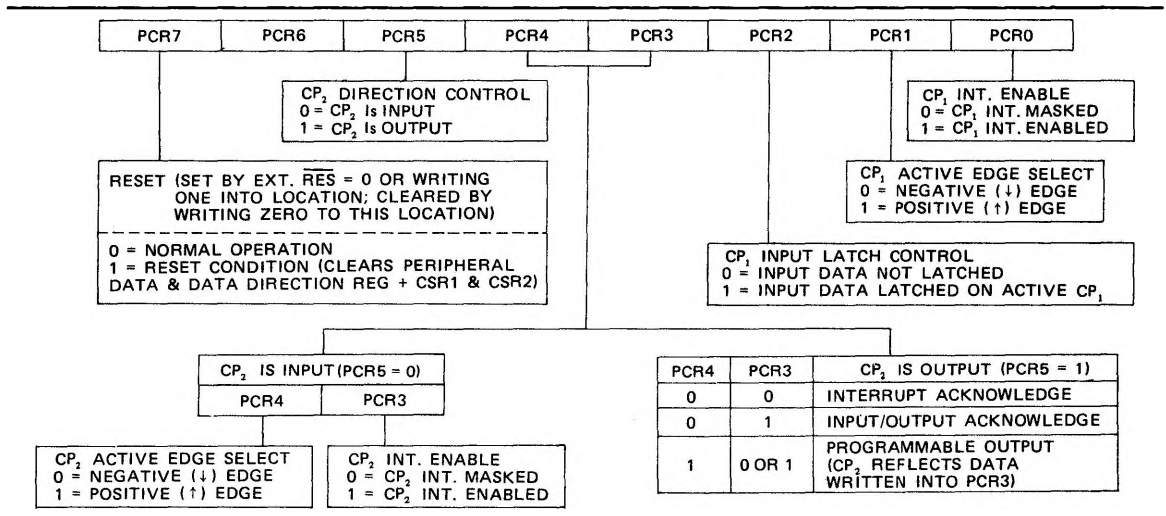 PCR7 PCR6 PCR5 PCR4 PCR3 PCR2 PCR1 PCR0
CP₂ DIRECTION CONTROL
0 = CP₂ Is INPUT
1 = CP₂ Is OUTPUT
CP₁ INT. ENABLE
0 = CP₁ INT. MASKED
1 = CP₁ INT. ENABLED
RESET (SET BY EXT. R̅E̅S̅ = 0 OR WRITING
ONE INTO LOCATION; CLEARED BY
WRITING ZERO TO THIS LOCATION)
0 = NORMAL OPERATION
1 = RESET CONDITION (CLEARS PERIPHERAL
DATA & DATA DIRECTION REG + CSR1 & CSR2)
CP₁ ACTIVE EDGE SELECT
0 = NEGATIVE (↓) EDGE
1 = POSITIVE (↑) EDGE
CP₁ INPUT LATCH CONTROL
0 = INPUT DATA NOT LATCHED
1 = INPUT DATA LATCHED ON ACTIVE CP₁
CP₂ IS INPUT (PCR5 = 0)
PCR4 PCR3
CP₂ ACTIVE EDGE SELECT
0 = NEGATIVE (↓) EDGE
1 = POSITIVE (↑) EDGE
CP₂ INT. ENABLE
0 = CP₂ INT. MASKED
1 = CP₂ INT. ENABLED
PCR4 PCR3 CP₂ IS OUTPUT (PCR5 = 1)
0 0 INTERRUPT ACKNOWLEDGE
0 1 INPUT/OUTPUT ACKNOWLEDGE
1 0 OR 1 PROGRAMMABLE OUTPUT
(CP₂ REFLECTS DATA
WRITTEN INTO PCR3)